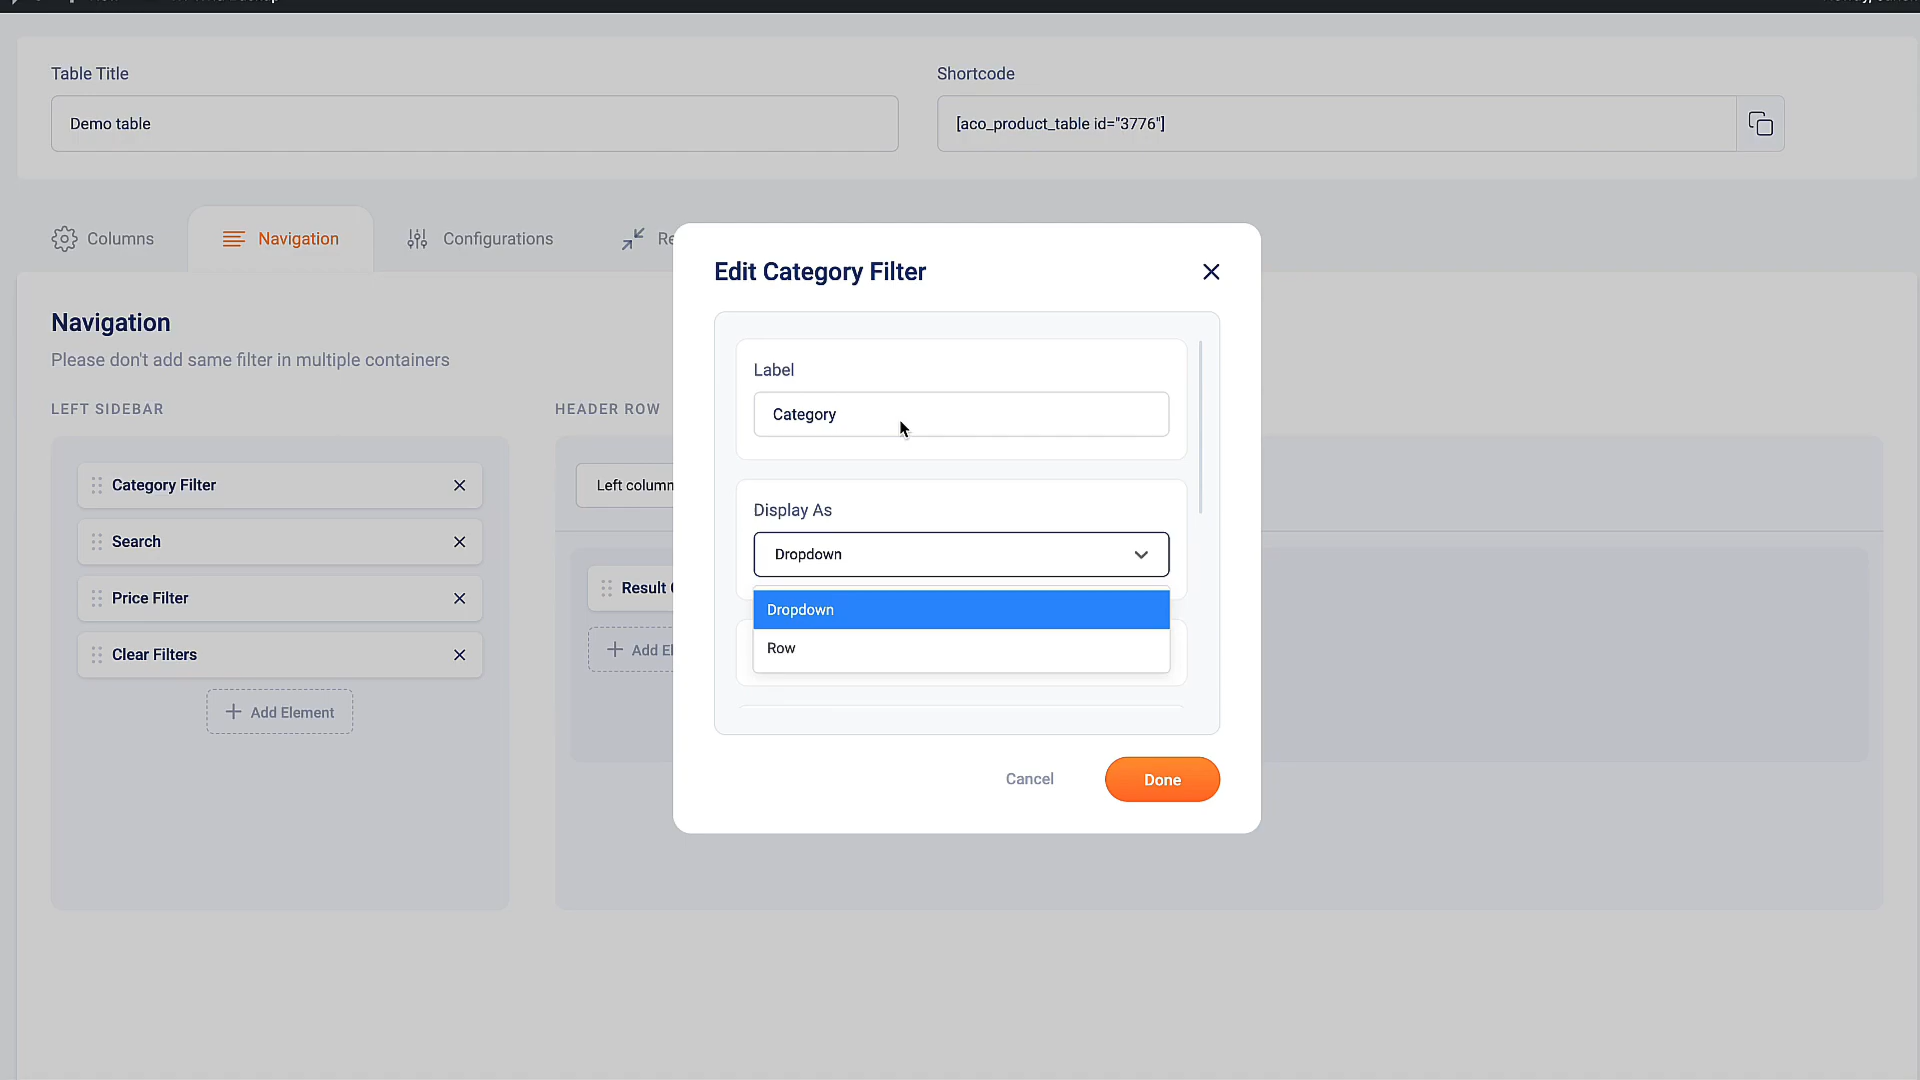 Table Title
Shortcode
Demo table
[aco_product_table id="3776"]
Columns
Navigation
Configurations
Edit Category Filter
Navigation
Please don't add same filter in multiple containers
LEFT SIDEBAR
HEADER ROW
Label
Category
Category Filter
Search
Price Filter
Clear Filters
Add Element
Left column
Result
Add
Display As
Dropdown
Dropdown
Row
Cancel
Done